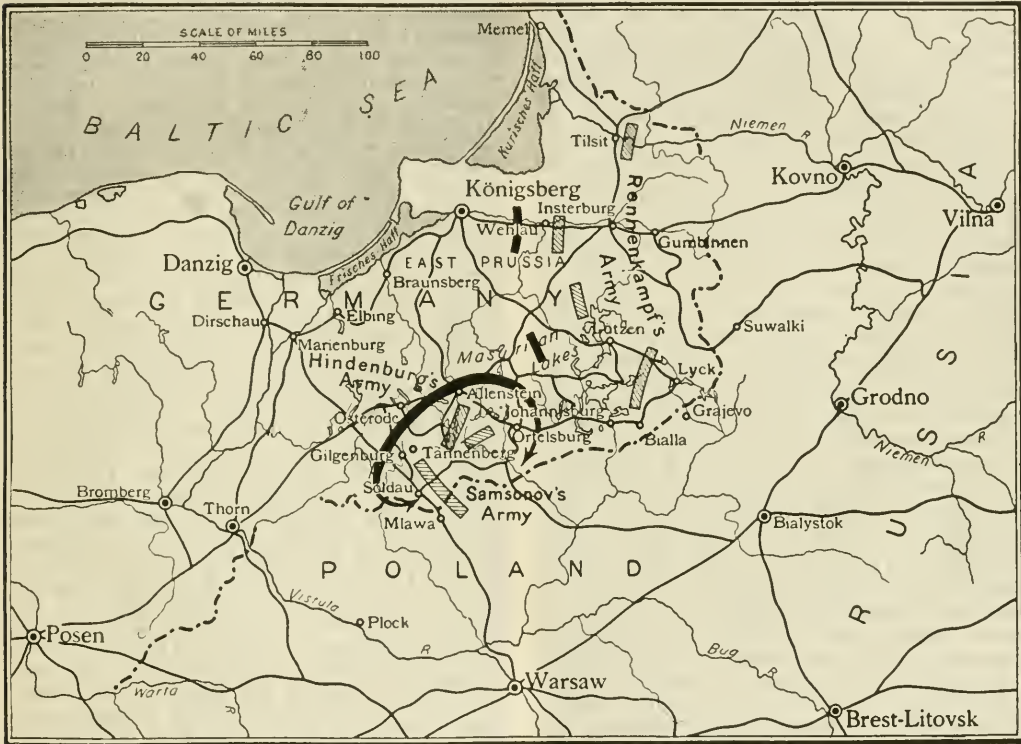 SCALE OF MILES
0 20 40 60 80 100
BALTIC SEA
Memel
Kurisches Haff
Tilsit
Niemen R
Kovno
Vilna
Königsberg
Gulf of
Danzig
Insterburg
Wehlau
Gumbinnen
Rennenkampf's
Army
Frisches Haff
EAST PRUSSIA
Danzig
Braunsberg
GERMANY
Dirschau
Elbing
Marienburg
Suwalki
Lotzen
Masurian
Lakes
Hindenburg's
Army
Lyck
Allenstein
Osterode
Johannsburg
Grajevo
Grodno
Ortelsburg
Bialla
Gilgenburg
Tannenberg
Niemen R
Soldau
Samsonov's
Army
Bromberg
Thorn
Mlawa
Bialystok
RUSSIA
POLAND
Vistula R
Plock
Posen
Bug R
Warta R
Warsaw
Brest-Litovsk